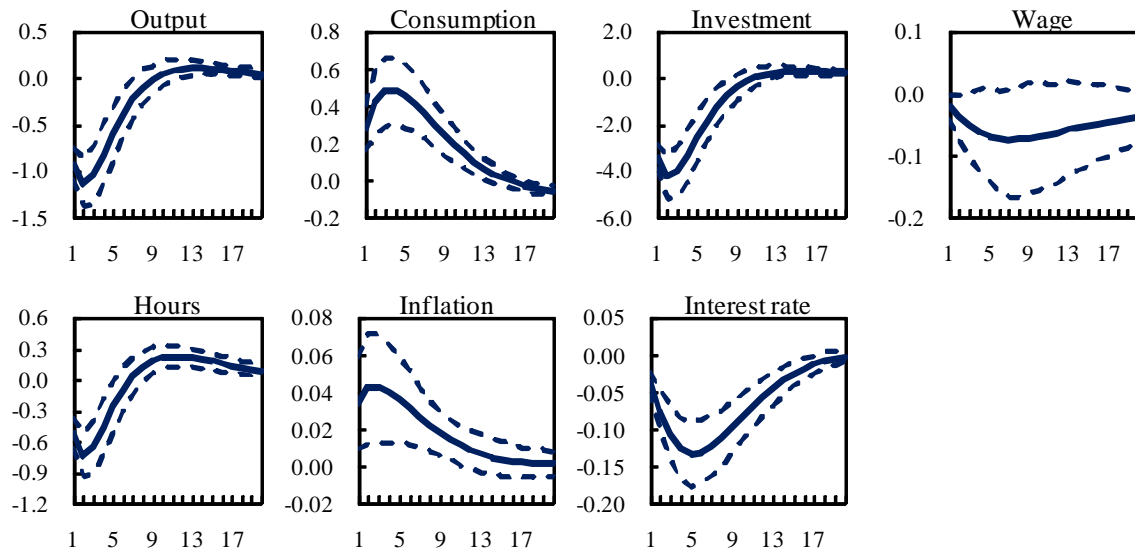 Output
0.5
0.0
-0.5
-1.0
-1.5
1 5 9 13 17
Consumption
0.8
0.6
0.4
0.2
0.0
-0.2
1 5 9 13 17
Investment
2.0
0.0
-2.0
-4.0
-6.0
1 5 9 13 17
Wage
0.1
0.0
-0.1
-0.2
1 5 9 13 17
Hours
0.6
0.3
0.0
-0.3
-0.6
-0.9
-1.2
1 5 9 13 17
Inflation
0.08
0.06
0.04
0.02
0.00
-0.02
1 5 9 13 17
Interest rate
0.05
0.00
-0.05
-0.10
-0.15
-0.20
1 5 9 13 17